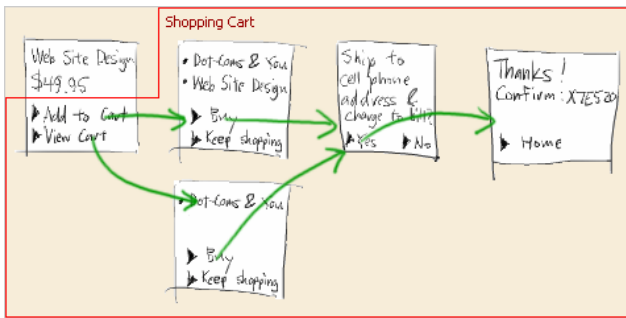 Shopping Cart
Web Site Design
$49.95
Add to Cart
View Cart
• Dot-Coms & You
• Web Site Design
Buy
Keep shopping
Ship to
cell phone
address &
charge to bill?
Yes No
Thanks!
Confirm: X7E520
Home
• Dot-Coms & You
Buy
Keep shopping